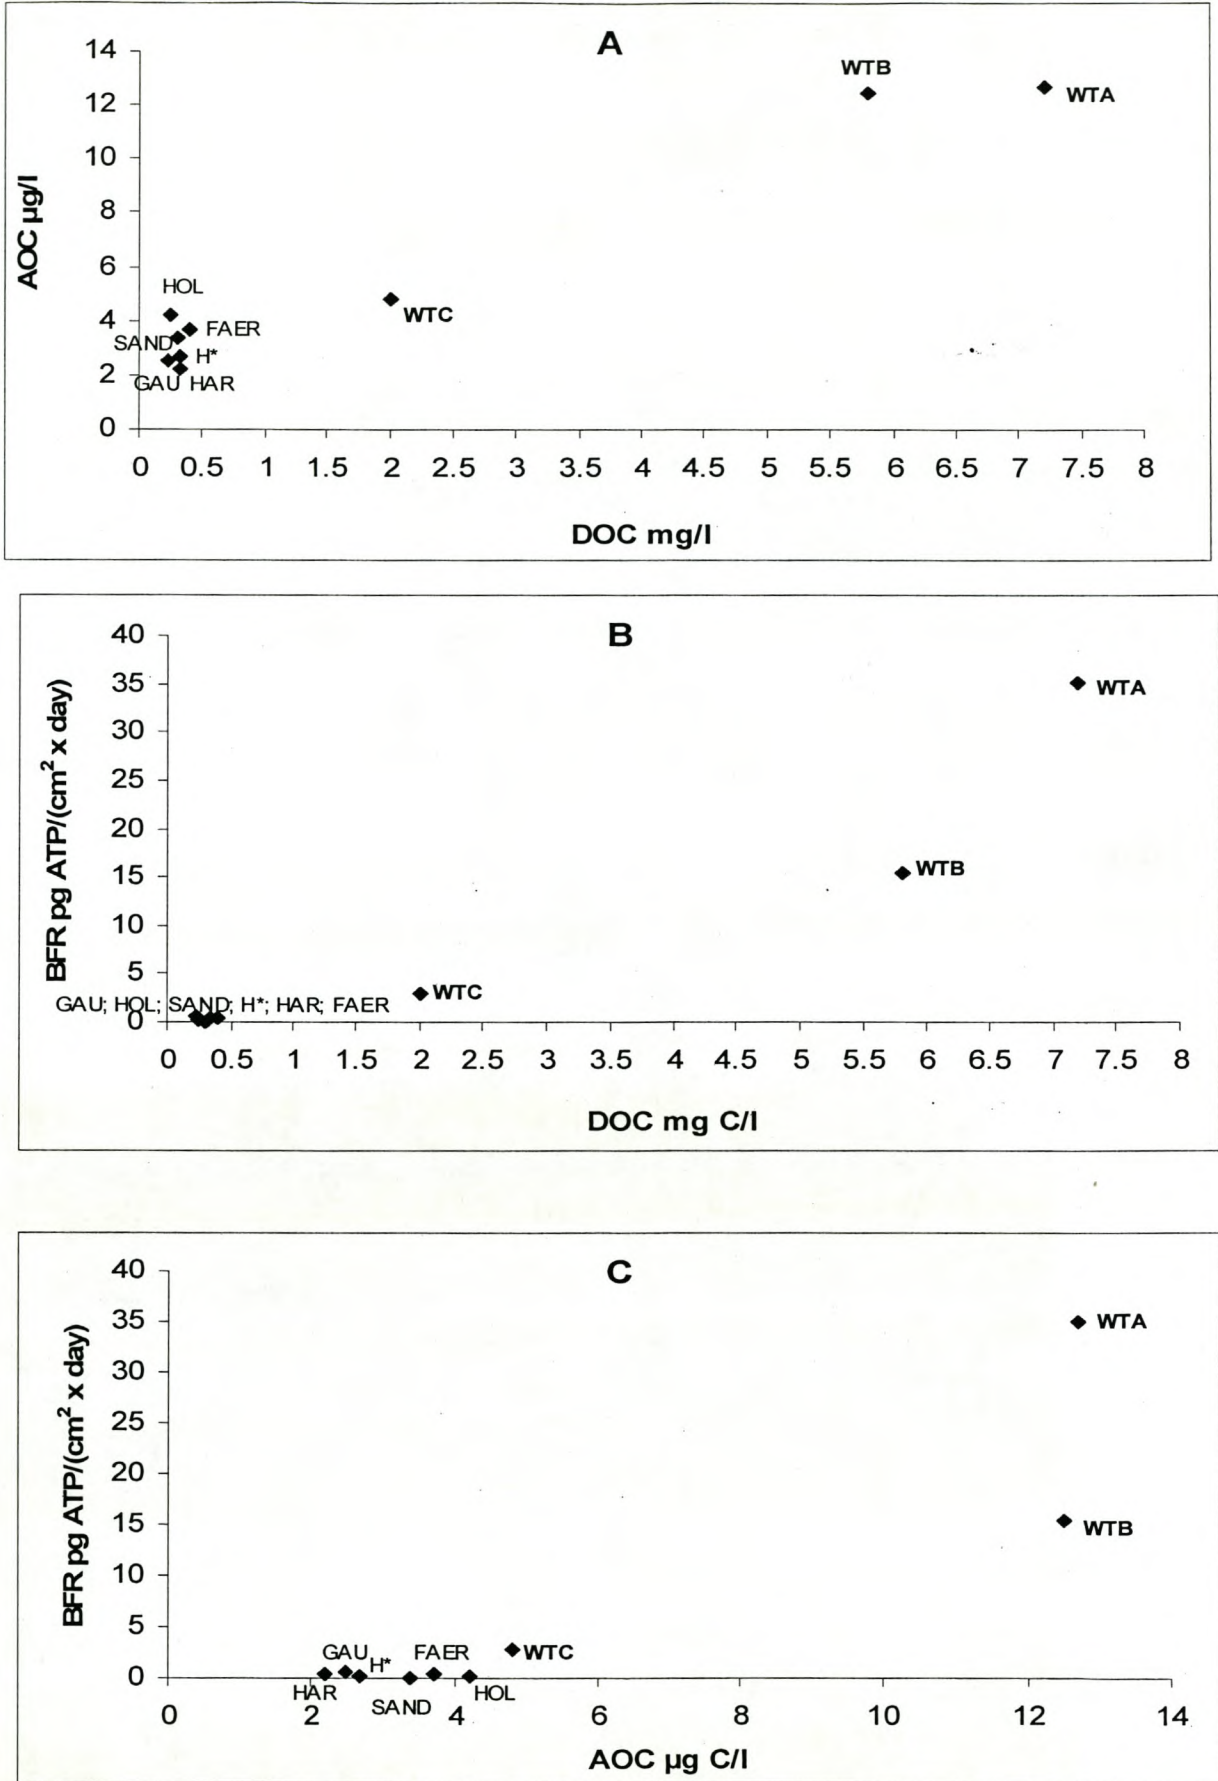 A
14
12
10
8
6
4
2
0
AOC µg/l
WTB
WTA
HOL
WTC
FAER
SAND
H*
GAU HAR
0 0.5 1 1.5 2 2.5 3 3.5 4 4.5 5 5.5 6 6.5 7 7.5 8
DOC mg/l
B
40
35
30
25
20
15
10
5
0
BFR pg ATP/(cm² x day)
WTA
WTB
WTC
GAU; HOL; SAND; H*; HAR; FAER
0 0.5 1 1.5 2 2.5 3 3.5 4 4.5 5 5.5 6 6.5 7 7.5 8
DOC mg C/l
C
40
35
30
25
20
15
10
5
0
BFR pg ATP/(cm² x day)
WTA
WTB
GAU
H*
FAER
WTC
HAR
SAND
HOL
0 2 4 6 8 10 12 14
AOC µg C/l